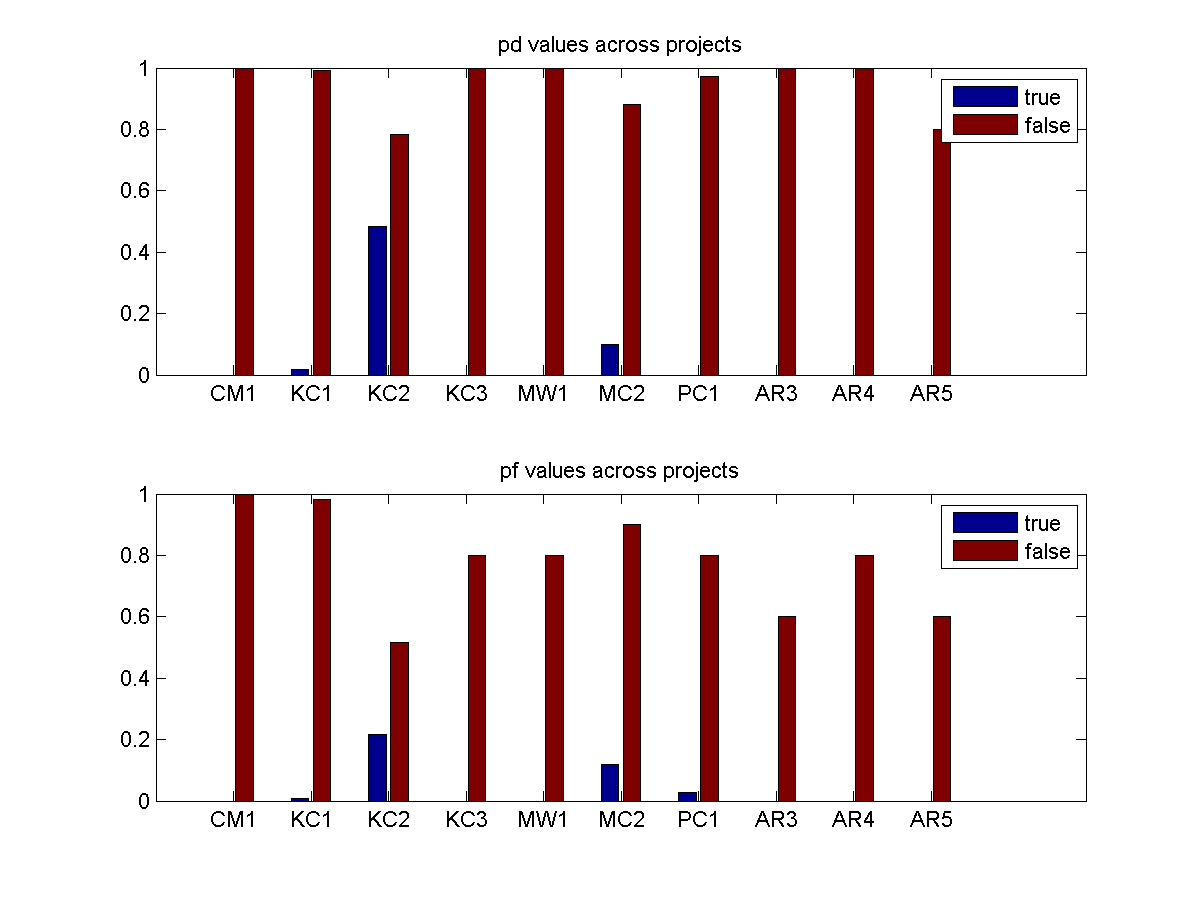 pd values across projects
1
0.8
0.6
0.4
0.2
0
true
false
CM1 KC1 KC2 KC3 MW1 MC2 PC1 AR3 AR4 AR5
pf values across projects
1
0.8
0.6
0.4
0.2
0
true
false
CM1 KC1 KC2 KC3 MW1 MC2 PC1 AR3 AR4 AR5